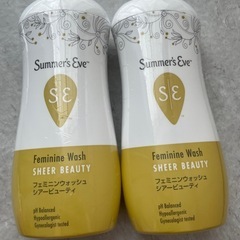 Summer's Eve™
SE
Feminine Wash
SHEER BEAUTY
フェミニンウォッシュ
シアービューティ
pH Balanced
Hypoallergenic
Gynecologist tested
Summer's Eve™
SE
Feminine Wash
SHEER BEAUTY
フェミニンウォッシュ
シアービューティ
pH Balanced
Hypoallergenic
Gynecologist tested